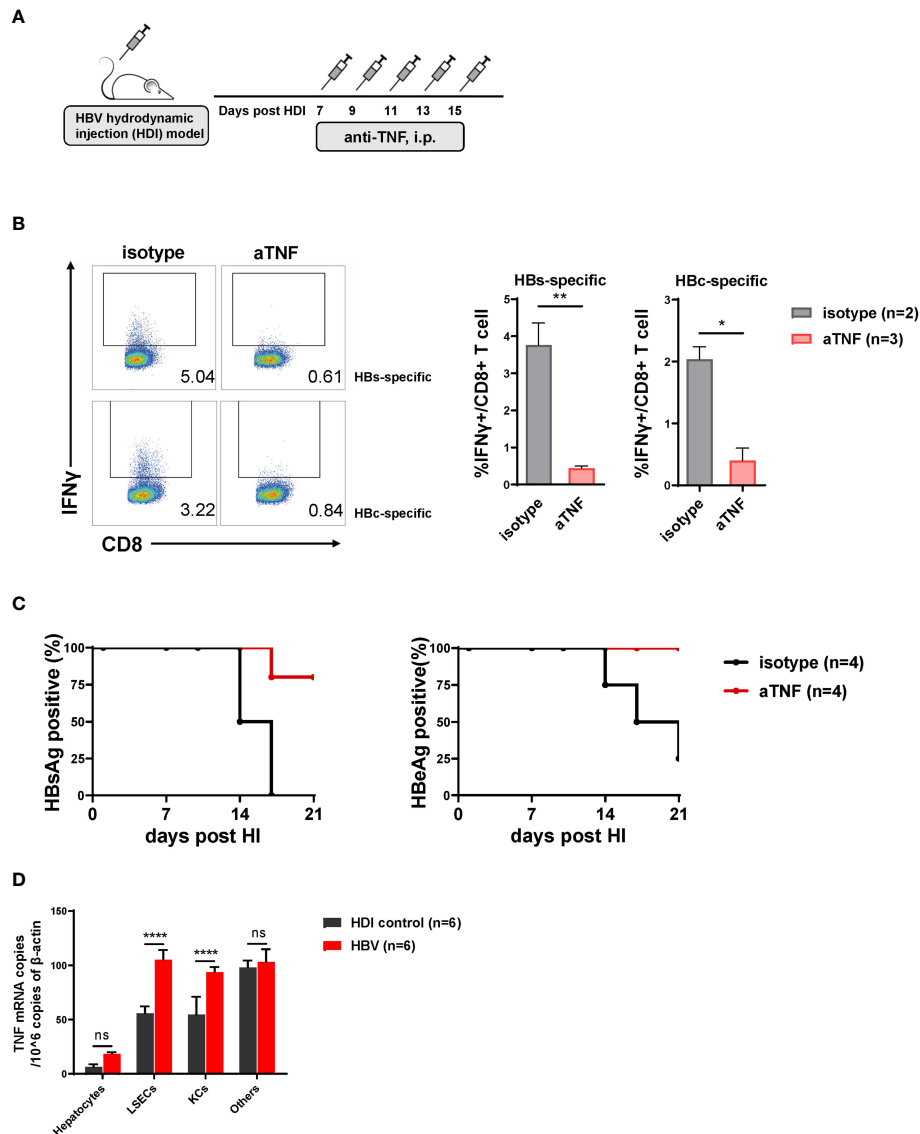 A
HBV hydrodynamic
injection (HDI) model
Days post HDI 7 9 11 13 15
anti-TNF, i.p.
B
isotype aTNF
5.04 0.61 HBs-specific
3.22 0.84 HBc-specific
IFNγ
CD8
HBs-specific
%IFNγ+/CD8+ T cell
5
4
3
2
1
0
**
isotype aTNF
HBc-specific
%IFNγ+/CD8+ T cell
3
2
1
0
*
isotype aTNF
isotype (n=2)
aTNF (n=3)
C
HBsAg positive (%)
100
75
50
25
0
0 7 14 21
days post HI
HBeAg positive(%)
100
75
50
25
0
0 7 14 21
days post HI
isotype (n=4)
aTNF (n=4)
D
TNF mRNA copies
/10^6 copies of β-actin
150
100
50
0
ns **** **** ns
Hepatocytes LSECs KCs Others
HDI control (n=6)
HBV (n=6)